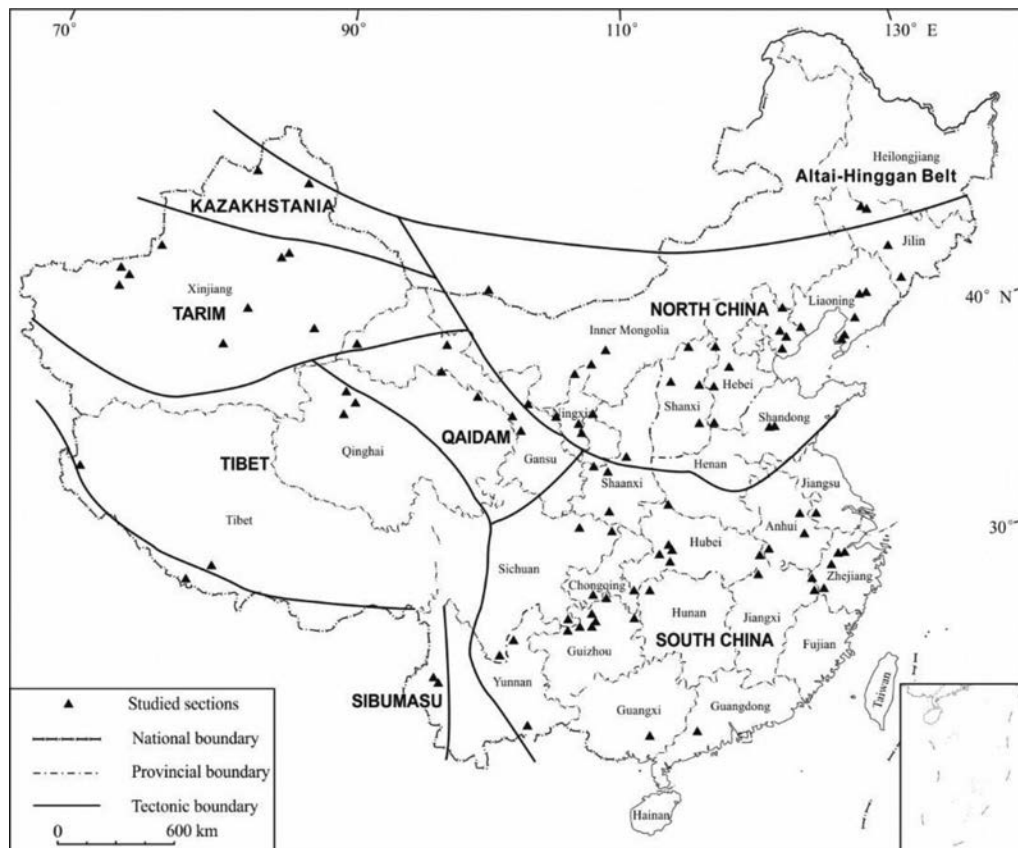 70°
90°
110°
130° E
Heilongjiang
Altai-Hinggan Belt
KAZAKHSTANIA
Jilin
Xinjiang
TARIM
40° N
Liaoning
NORTH CHINA
Inner Mongolia
Hebei
Shanxi
Ningxia
Shandong
QAIDAM
Qinghai
TIBET
Gansu
Henan
Shaanxi
Jiangsu
Tibet
Anhui
30°
Hubei
Sichuan
Zhejiang
Chongqing
Hunan
Jiangxi
SOUTH CHINA
Fujian
Guizhou
Yunnan
SIBUMASU
Taiwan
Guangxi
Guangdong
Hainan
Studied sections
National boundary
Provincial boundary
Tectonic boundary
0 600 km